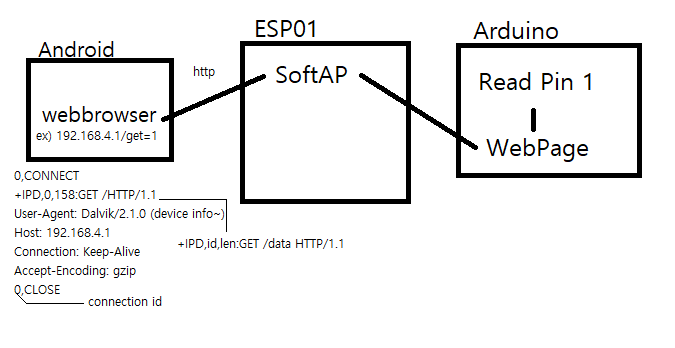 ESP01
Arduino
Android
http
SoftAP
Read Pin 1
webbrowser
ex) 192.168.4.1/get=1
WebPage
0,CONNECT
+IPD,0,158:GET /HTTP/1.1
User-Agent: Dalvik/2.1.0 (device info~)
Host: 192.168.4.1
+IPD,id,len:GET /data HTTP/1.1
Connection: Keep-Alive
Accept-Encoding: gzip
0,CLOSE
connection id